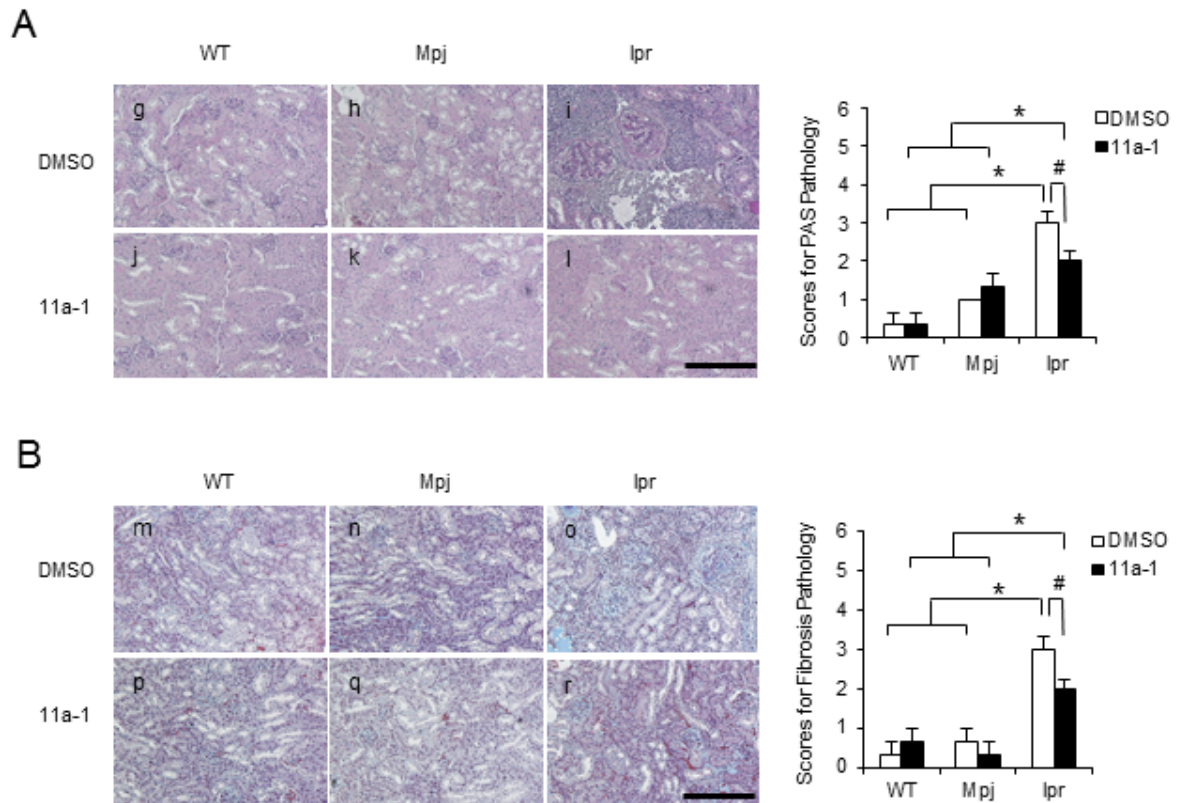 A
WT Mpj lpr
DMSO
g h i
11a-1
j k l
Scores for PAS Pathology
6
5
4
3
2
1
0
* 
*
#
DMSO
11a-1
WT Mpj lpr
B
WT Mpj lpr
DMSO
m n o
11a-1
p q r
Scores for Fibrosis Pathology
6
5
4
3
2
1
0
*
*
#
DMSO
11a-1
WT Mpj lpr